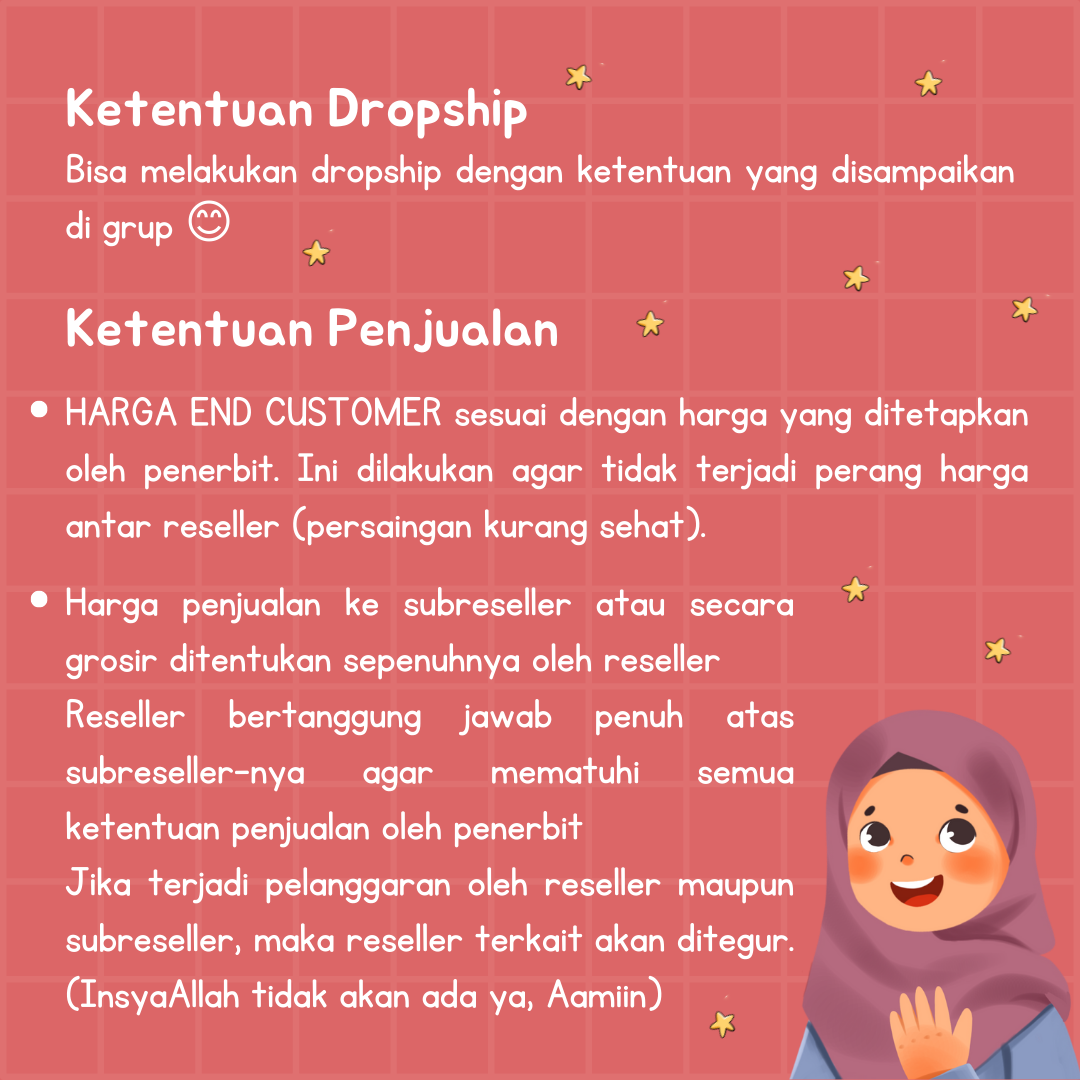 Ketentuan Dropship
Bisa melakukan dropship dengan ketentuan yang disampaikan
di grup 😊
Ketentuan Penjualan
• HARGA END CUSTOMER sesuai dengan harga yang ditetapkan
oleh penerbit. Ini dilakukan agar tidak terjadi perang harga
antar reseller (persaingan kurang sehat).
• Harga penjualan ke subreseller atau secara
grosir ditentukan sepenuhnya oleh reseller
Reseller bertanggung jawab penuh atas
subreseller-nya agar mematuhi semua
ketentuan penjualan oleh penerbit
Jika terjadi pelanggaran oleh reseller maupun
subreseller, maka reseller terkait akan ditegur.
(InsyaAllah tidak akan ada ya, Aamiin)